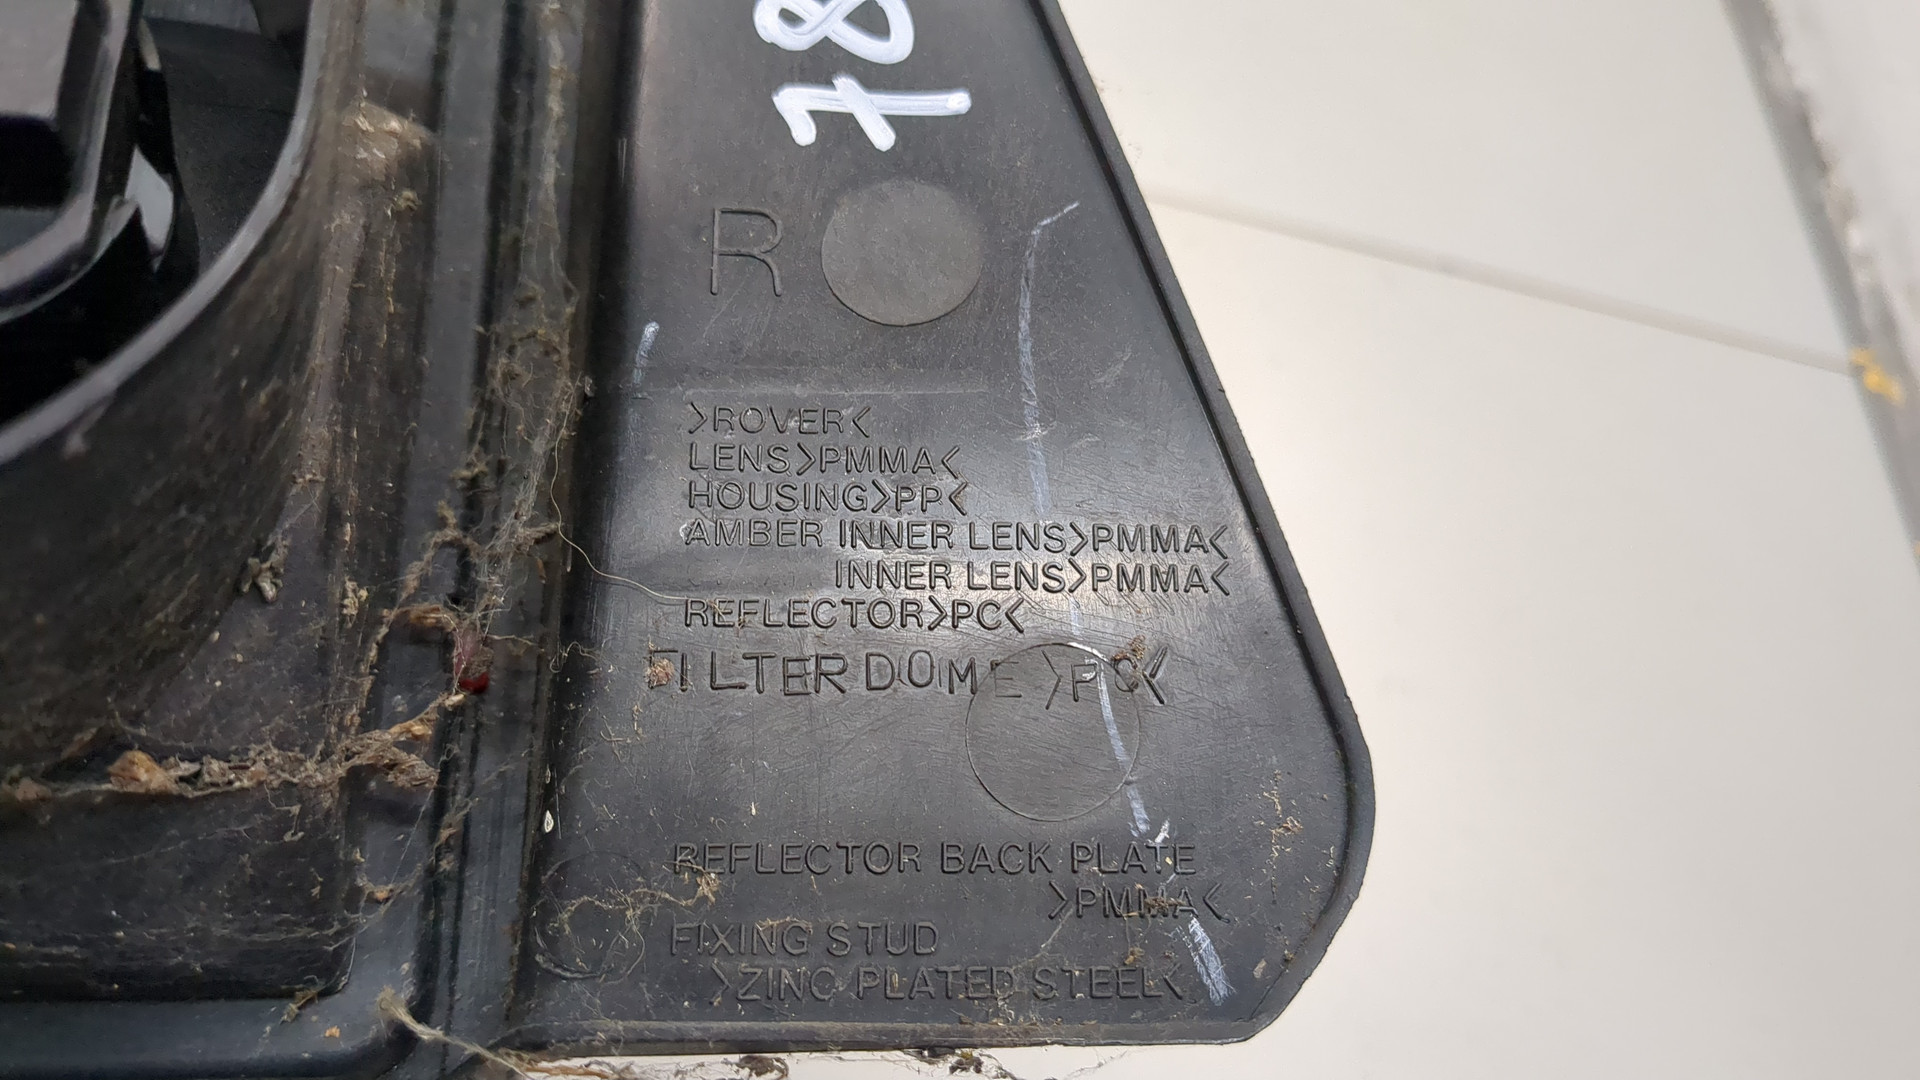 78
R
>ROVER<
LENS>PMMA<
HOUSING>PP<
AMBER INNER LENS>PMMA<
INNER LENS>PMMA<
REFLECTOR>PC<
FILTER DOME >PC<
REFLECTOR BACK PLATE
>PMMA<
FIXING STUD
>ZINC PLATED STEEL<